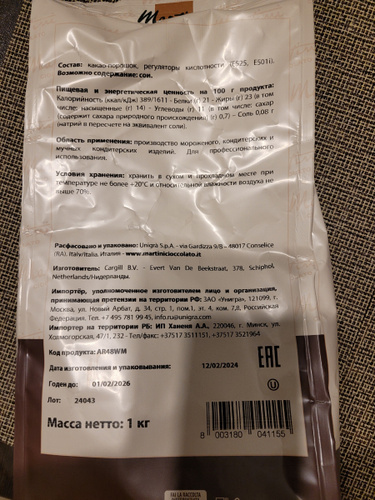 Состав: какао-порошок, регуляторы кислотности (E525, E501i).
Возможно содержание: сои.
Пищевая и энергетическая ценность на 100 г продукта:
Калорийность (ккал/кДж) 389/1611 - Белки (г) 21 - Жиры (г) 23 (в том
числе: насыщенные (г) 14) - Углеводы (г) 11 (в том числе: сахар
(содержит сахара природного происхождения) (г) 0,7) – Соль 0,08 г
(натрий в пересчете на эквивалент соли).
Область применения: производство мороженого, кондитерских и
мучных кондитерских изделий. Для профессионального
использования.
Условия хранения: хранить в сухом и прохладном месте при
температуре не более +20°C и относительной влажности воздуха не
выше 70%.
Расфасовано и упаковано: Unigrà S.p.A. - via Gardizza 9/B - 48017 Conselice
(RA). Italy/Italia. Италия - www.martinicioccolato.it
Изготовитель: Cargill B.V. - Evert Van De Beekstraat, 378, Schiphol,
Netherlands/Нидерланды.
Импортёр, уполномоченное изготовителем лицо и организация,
принимающая претензии на территории РФ: ЗАО «Унигра», 121099, г.
Москва, ул. Новый Арбат, д. 34, стр. 1, пом.1, эт. 4, ком. 7,8, Российская
Федерация. Тел. +7 495 781 99 45, info.ru@unigra.com
Импортер на территории РБ: ИП Ханеня А.А., 220046, г. Минск, ул.
Холмогорская, 47/1, 232 - Тел/факс: +37517 3511151, +37517 3521964
Код продукта: AR48WM
Дата изготовления и упаковывания: 12/02/2024
Годен до: 01/02/2026
Лот: 24043
EAC
U
Масса нетто: 1 кг
8 003180 041155